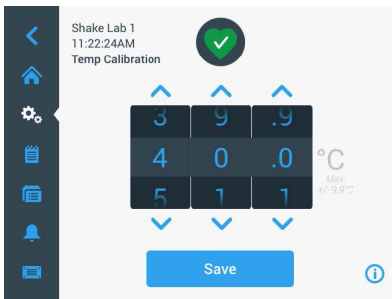 Shake Lab 1
11:22:24AM
Temp Calibration
3 9 .9
4 0 .0
5 1 .1
°C
Max.
+/- 9.9°C
Save